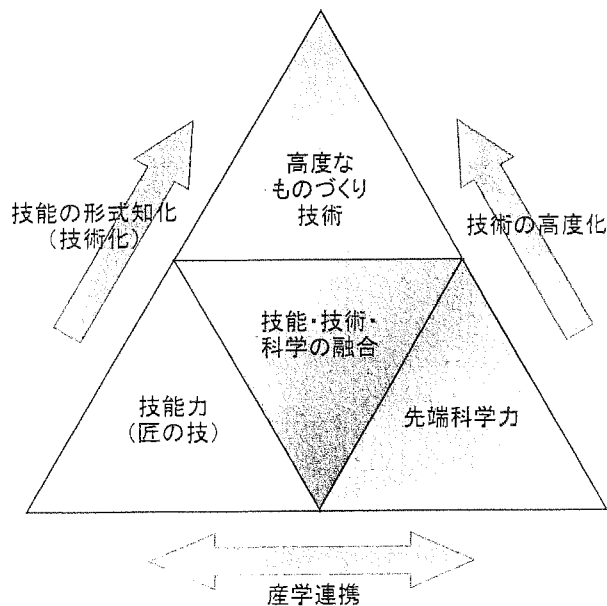 高度な
ものづくり
技術
技能の形式知化
（技術化）
技術の高度化
技能・技術・
科学の融合
技能力
（匠の技）
先端科学力
産学連携